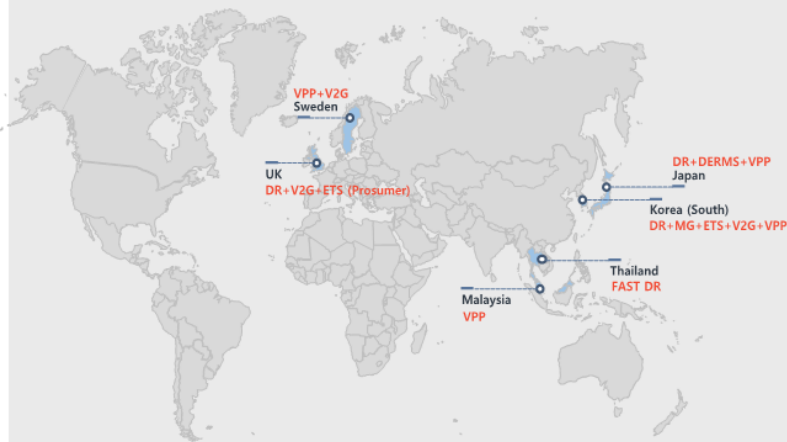 VPP+V2G
Sweden
UK
DR+V2G+ETS (Prosumer)
DR+DERMS+VPP
Japan
Korea (South)
DR+MG+ETS+V2G+VPP
Thailand
FAST DR
Malaysia
VPP